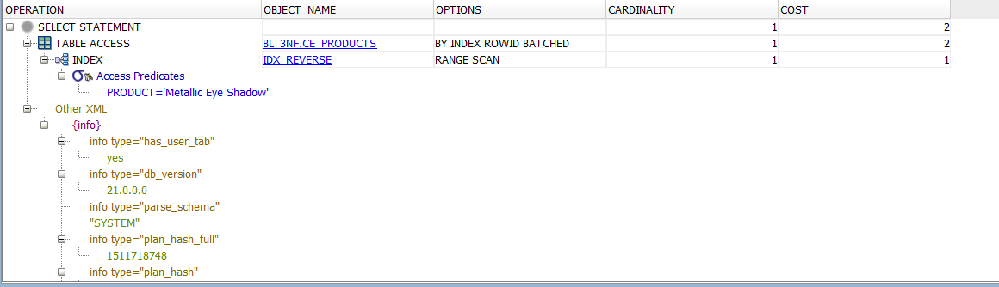 OPERATION OBJECT_NAME OPTIONS CARDINALITY COST
SELECT STATEMENT 1 2
TABLE ACCESS BL_3NF.CE_PRODUCTS BY INDEX ROWID BATCHED 1 2
INDEX IDX_REVERSE RANGE SCAN 1 1
Access Predicates
PRODUCT='Metallic Eye Shadow'
Other XML
{info}
info type="has_user_tab"
yes
info type="db_version"
21.0.0.0
info type="parse_schema"
"SYSTEM"
info type="plan_hash_full"
1511718748
info type="plan_hash"